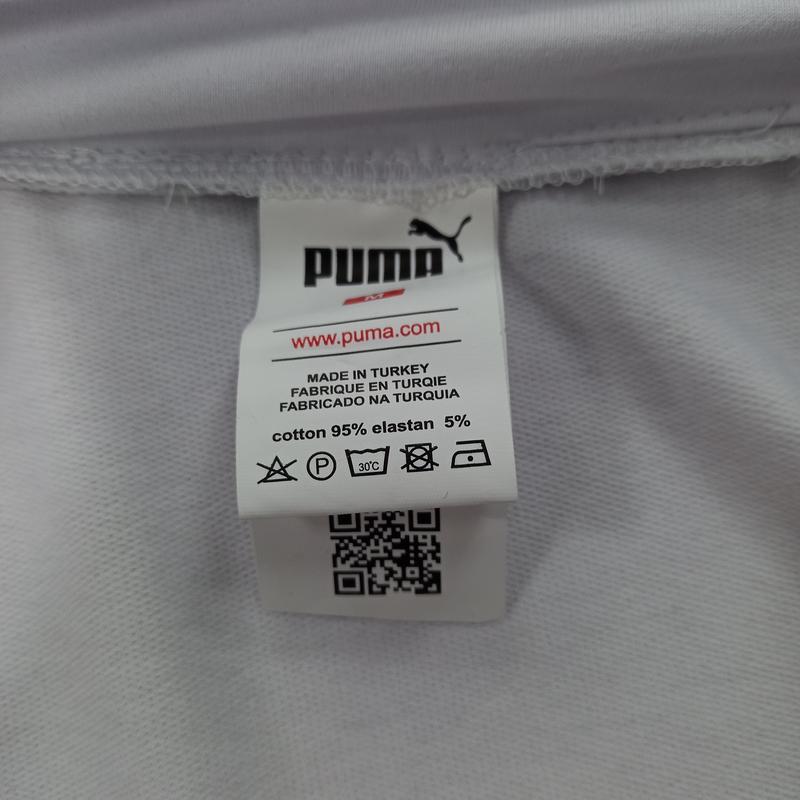 PUMA
M
www.puma.com
MADE IN TURKEY
FABRIQUE EN TURQIE
FABRICADO NA TURQUIA
cotton 95% elastan 5%
P 30°C